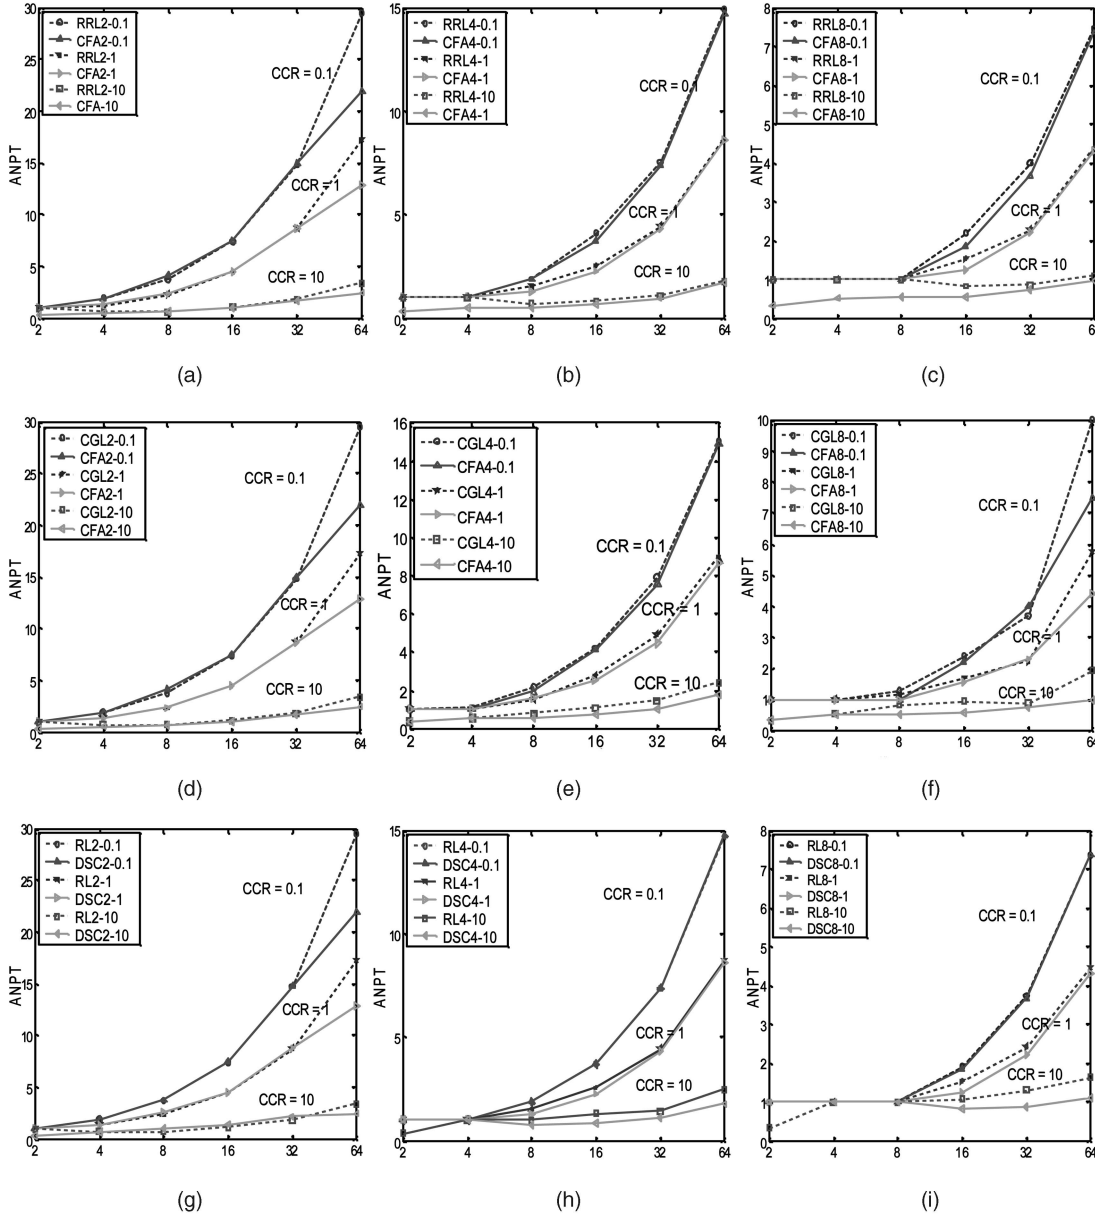 30
25
20
15
10
5
0
ANPT
RRL2-0.1
CFA2-0.1
RRL2-1
CFA2-1
RRL2-10
CFA-10
CCR = 0.1
CCR = 1
CCR = 10
2 4 8 16 32 64
(a)
15
10
5
0
ANPT
RRL4-0.1
CFA4-0.1
RRL4-1
CFA4-1
RRL4-10
CFA4-1
CCR = 0.1
CCR = 1
CCR = 10
2 4 8 16 32 64
(b)
8
7
6
5
4
3
2
1
0
ANPT
RRL8-0.1
CFA8-0.1
RRL8-1
CFA8-1
RRL8-10
CFA8-10
CCR = 0.1
CCR = 1
CCR = 10
2 4 8 16 32 64
(c)
30
25
20
15
10
5
0
ANPT
CGL2-0.1
CFA2-0.1
CGL2-1
CFA2-1
CGL2-10
CFA2-10
CCR = 0.1
CCR = 1
CCR = 10
2 4 8 16 32 64
(d)
16
14
12
10
8
6
4
2
0
ANPT
CGL4-0.1
CFA4-0.1
CGL4-1
CFA4-1
CGL4-10
CFA4-10
CCR = 0.1
CCR = 1
CCR = 10
2 4 8 16 32 64
(e)
10
9
8
7
6
5
4
3
2
1
0
ANPT
CGL8-0.1
CFA8-0.1
CGL8-1
CFA8-1
CGL8-10
CFA8-10
CCR = 0.1
CCR = 1
CCR = 10
2 4 8 16 32 64
(f)
30
25
20
15
10
5
0
ANPT
RL2-0.1
DSC2-0.1
RL2-1
DSC2-1
RL2-10
DSC2-10
CCR = 0.1
CCR = 1
CCR = 10
2 4 8 16 32 64
(g)
15
10
5
0
ANPT
RL4-0.1
DSC4-0.1
RL4-1
DSC4-1
RL4-10
DSC4-10
CCR = 0.1
CCR = 1
CCR = 10
2 4 8 16 32 64
(h)
8
7
6
5
4
3
2
1
0
ANPT
RL8-0.1
DSC8-0.1
RL8-1
DSC8-1
RL8-10
DSC8-10
CCR = 0.1
CCR = 1
CCR = 10
2 4 8 16 32 64
(i)